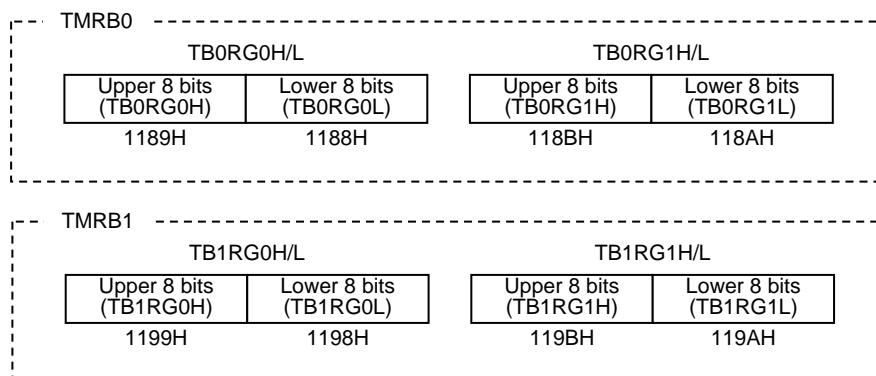 TMRB0
TB0RG0H/L TB0RG1H/L
Upper 8 bits Lower 8 bits Upper 8 bits Lower 8 bits
(TB0RG0H) (TB0RG0L) (TB0RG1H) (TB0RG1L)
1189H 1188H 118BH 118AH
TMRB1
TB1RG0H/L TB1RG1H/L
Upper 8 bits Lower 8 bits Upper 8 bits Lower 8 bits
(TB1RG0H) (TB1RG0L) (TB1RG1H) (TB1RG1L)
1199H 1198H 119BH 119AH